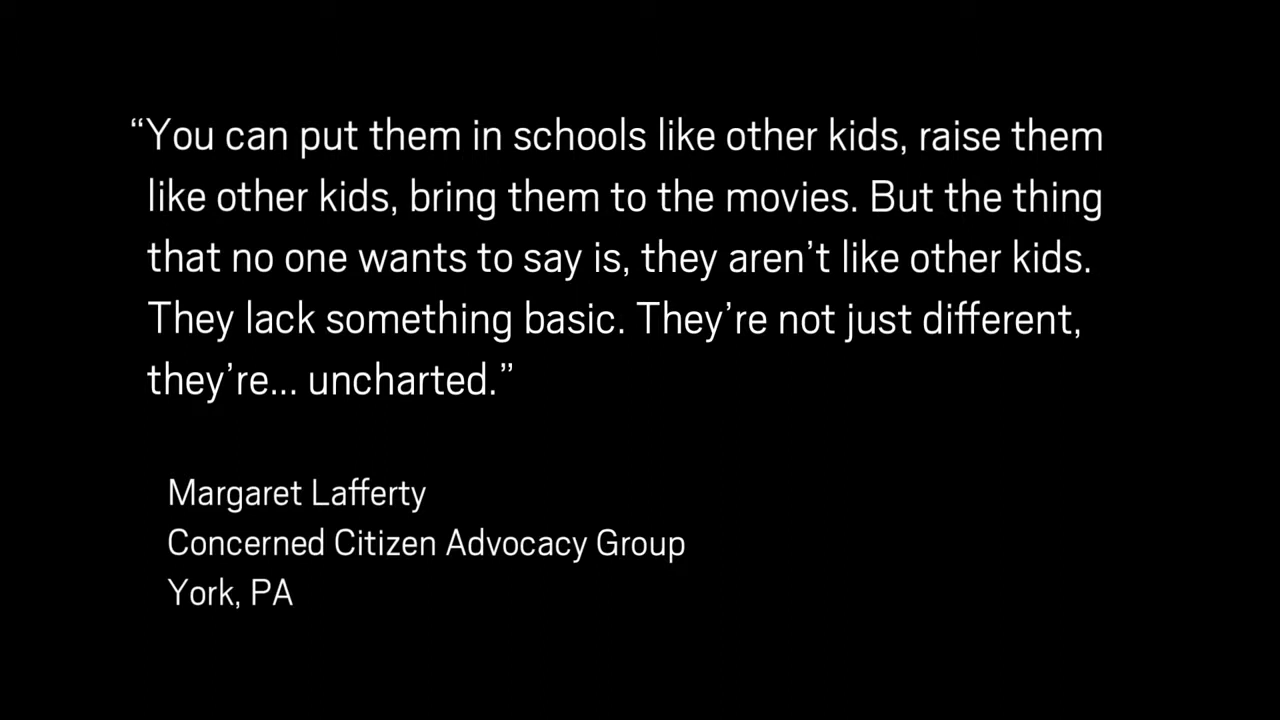 “You can put them in schools like other kids, raise them
like other kids, bring them to the movies. But the thing
that no one wants to say is, they aren’t like other kids.
They lack something basic. They’re not just different,
they’re... uncharted.”
Margaret Lafferty
Concerned Citizen Advocacy Group
York, PA